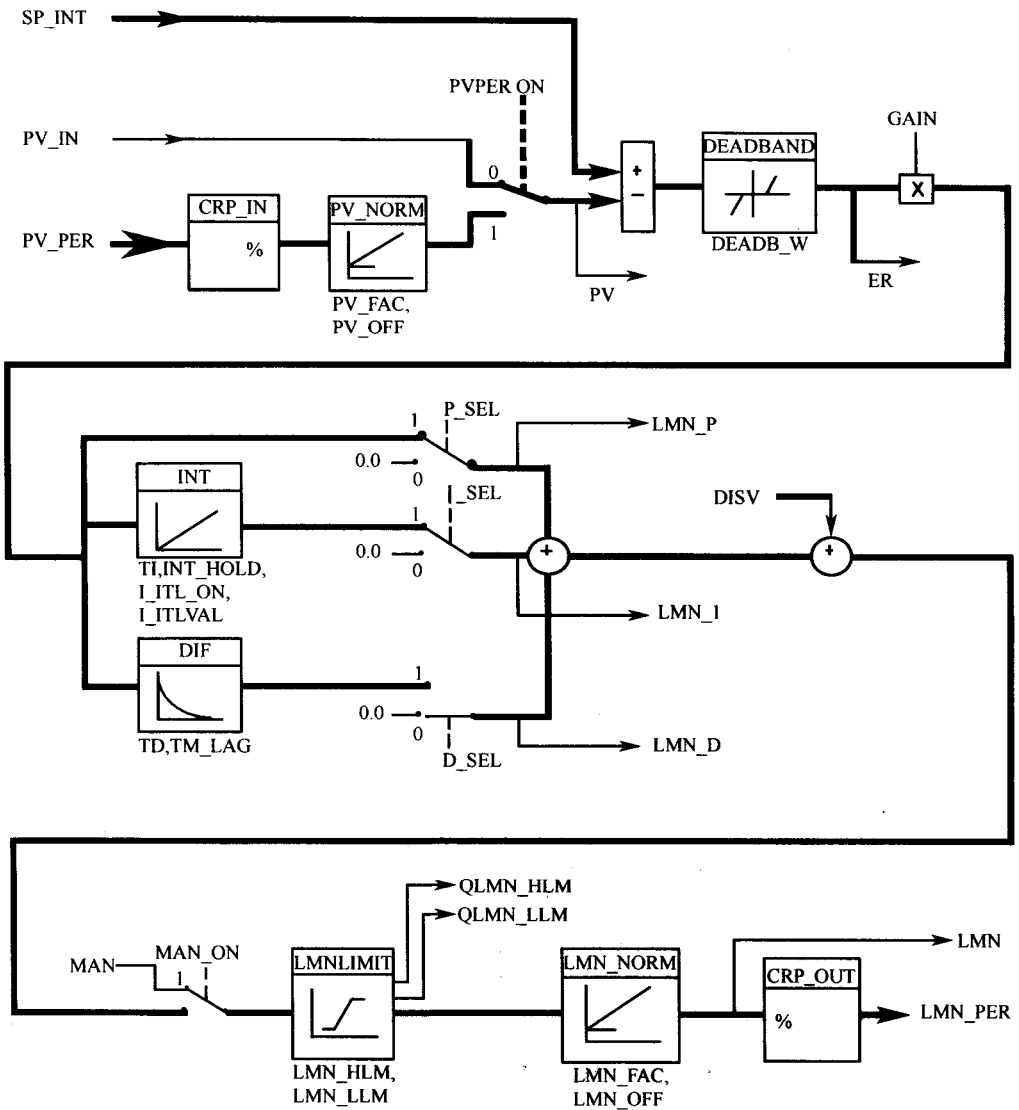 SP_INT
PVPER ON
GAIN
PV_IN
0
DEADBAND
+
−
X
CRP_IN
PV_NORM
PV_PER
%
1
DEADB_W
PV
ER
PV_FAC,
PV_OFF
P_SEL
1
LMN_P
0.0
0
INT
_SEL
DISV
1
0.0
0
+
+
TI,INT_HOLD,
I_ITL_ON,
I_ITLVAL
LMN_1
DIF
1
0.0
0
LMN_D
TD,TM_LAG
D_SEL
QLMN_HLM
QLMN_LLM
MAN_ON
MAN
1
LMNLIMIT
LMN_NORM
LMN
CRP_OUT
%
LMN_PER
LMN_HLM,
LMN_LLM
LMN_FAC,
LMN_OFF